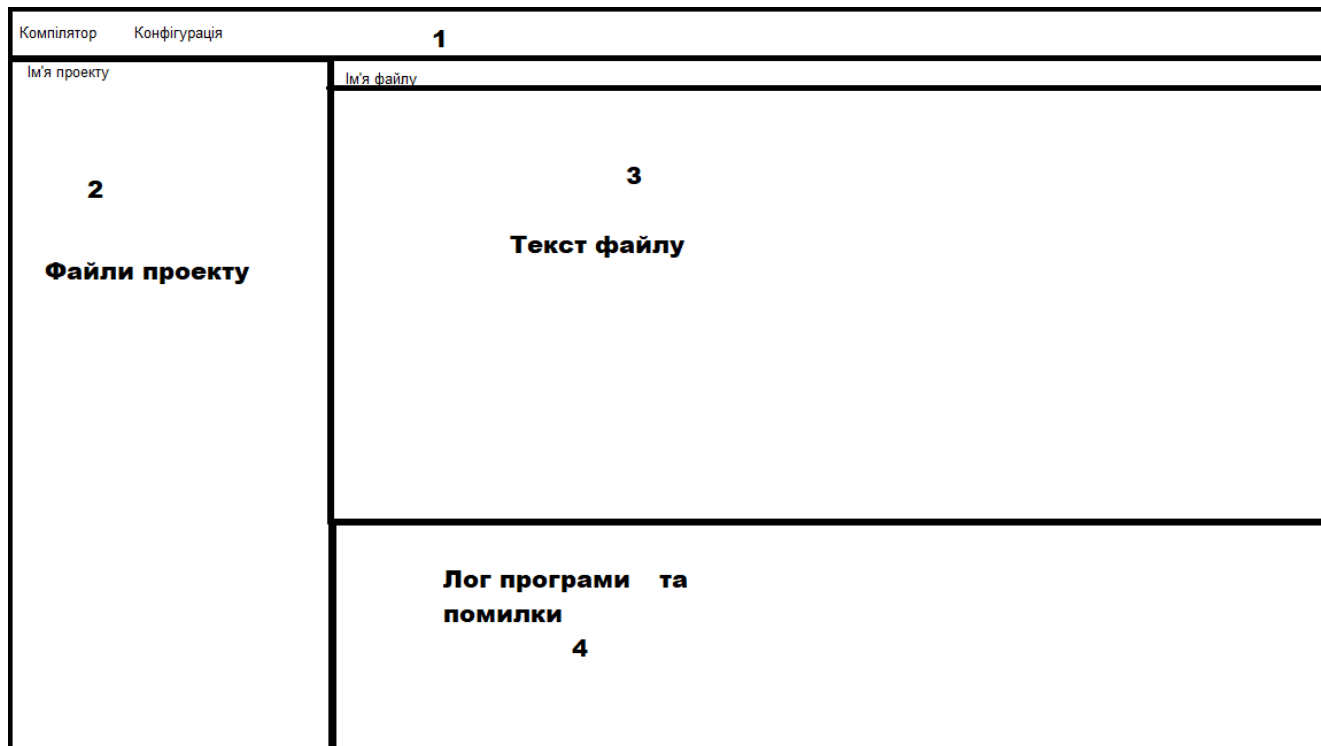 Компілятор Конфігурація
1
Ім'я проекту
Ім'я файлу
2
Файли проекту
3
Текст файлу
Лог програми та
помилки
4